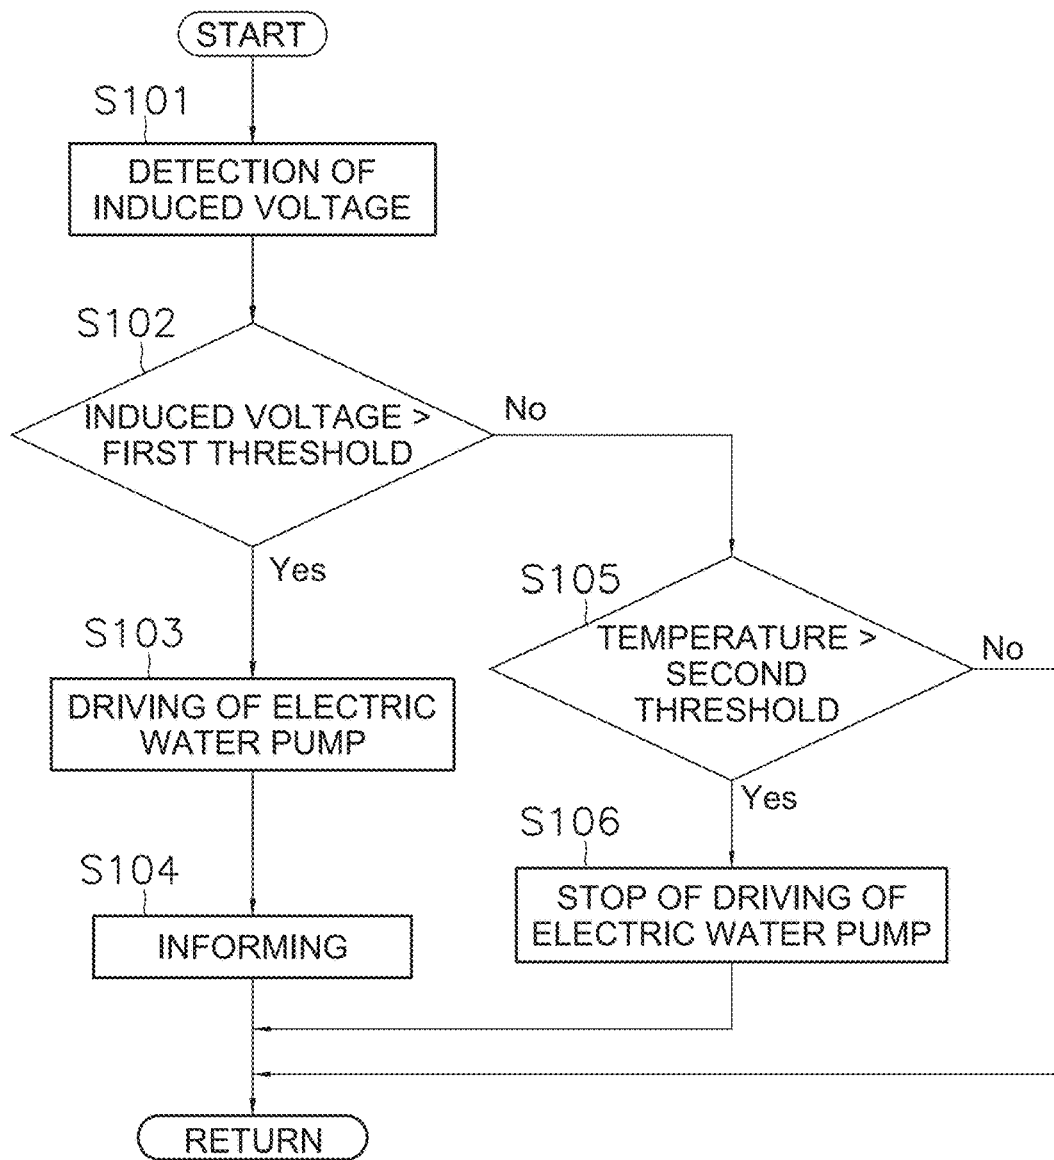 START
S101
DETECTION OF
INDUCED VOLTAGE
S102
INDUCED VOLTAGE >
FIRST THRESHOLD
No
Yes
S103
DRIVING OF ELECTRIC
WATER PUMP
S104
INFORMING
S105
TEMPERATURE >
SECOND
THRESHOLD
No
Yes
S106
STOP OF DRIVING OF
ELECTRIC WATER PUMP
RETURN